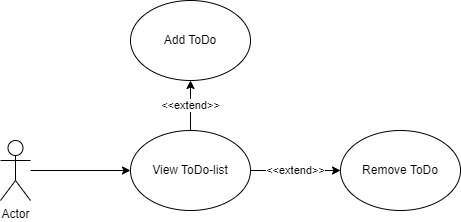 Add ToDo
<<extend>>
View ToDo-list
<<extend>>
Remove ToDo
Actor